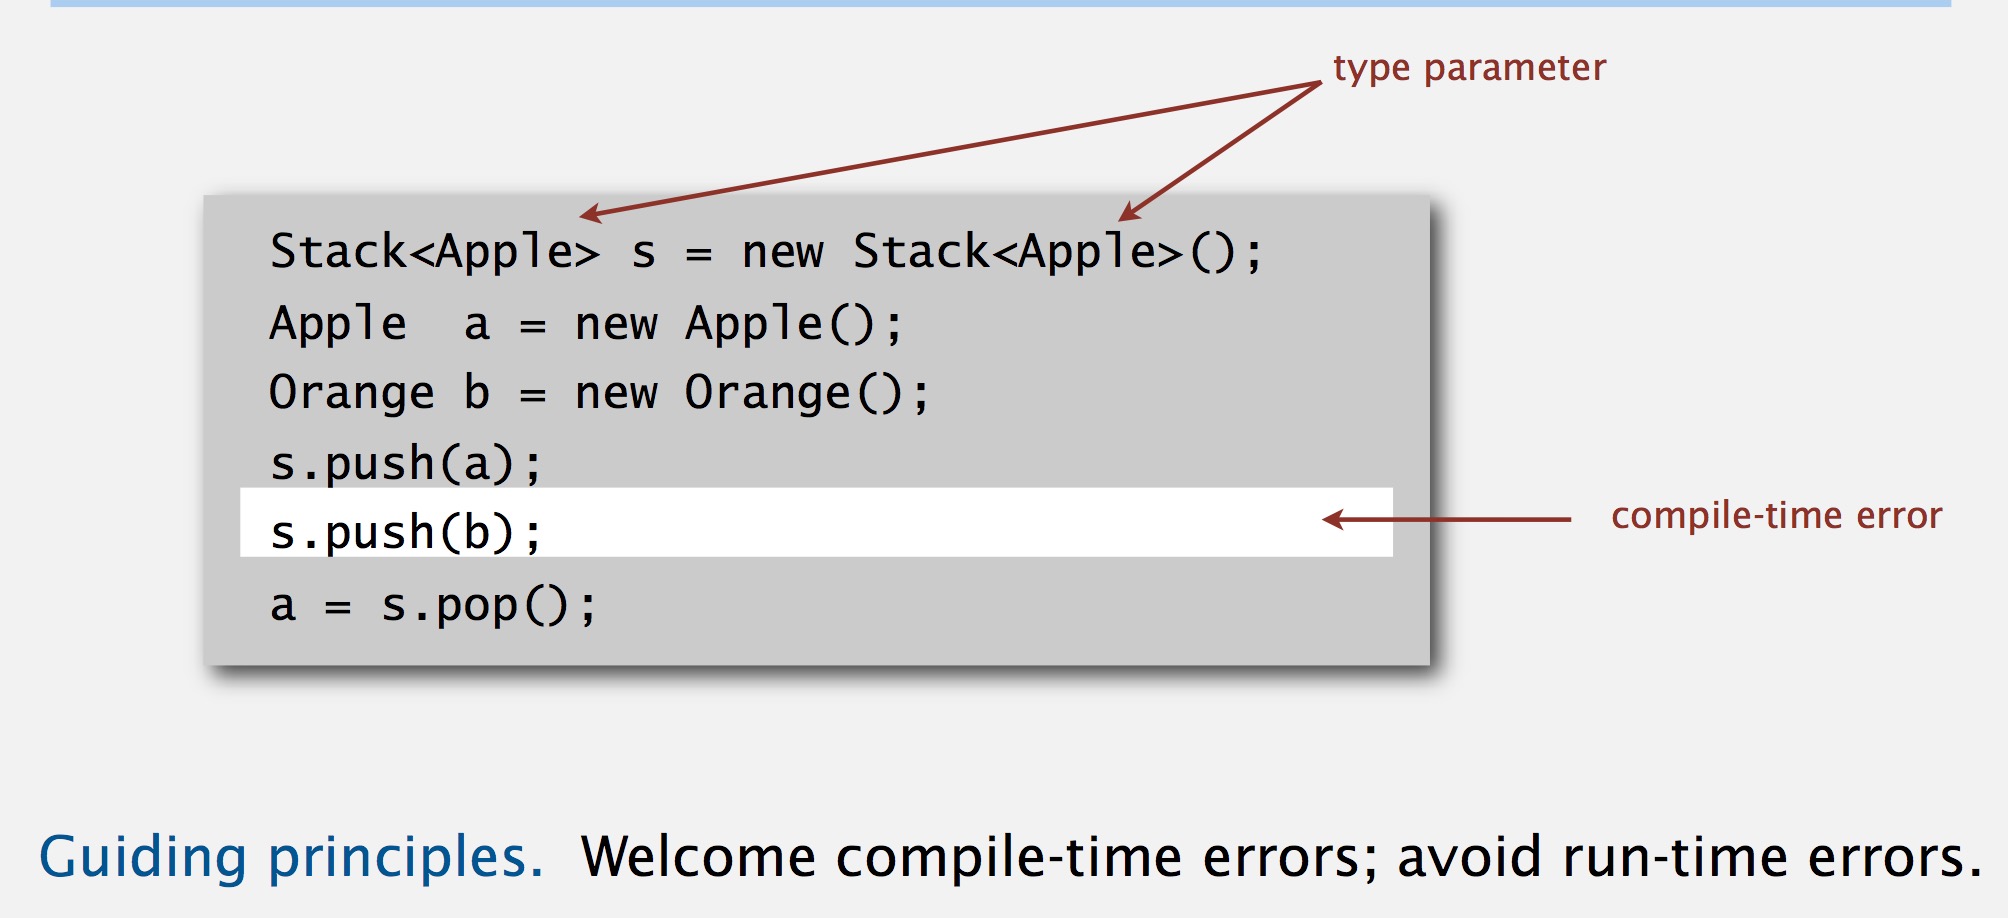 type parameter
Stack<Apple> s = new Stack<Apple>();
Apple  a = new Apple();
Orange b = new Orange();
s.push(a);
s.push(b);
compile-time error
a = s.pop();
Guiding principles.  Welcome compile-time errors; avoid run-time errors.